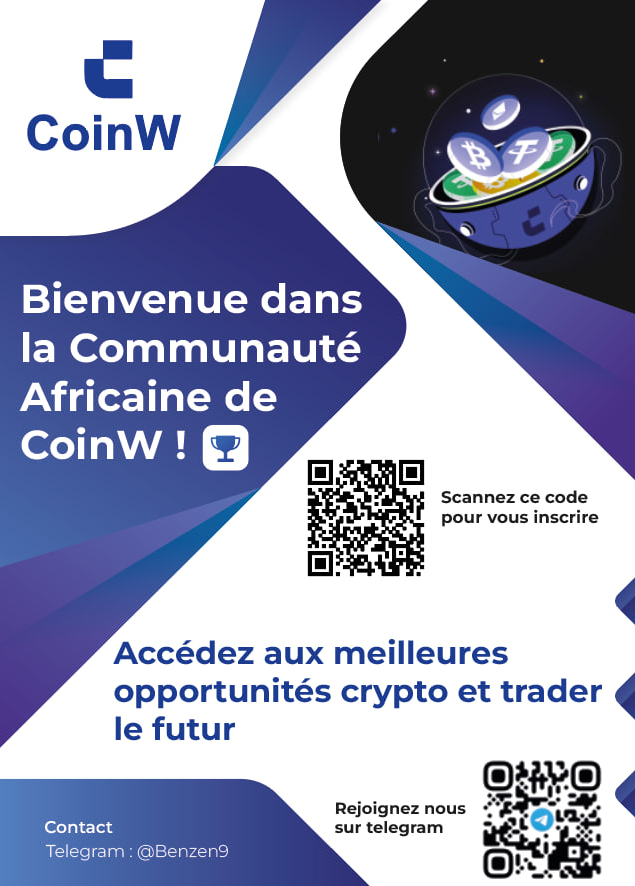 CoinW
Bienvenue dans
la Communauté
Africaine de
CoinW !
Scannez ce code
pour vous inscrire
Accédez aux meilleures
opportunités crypto et trader
le futur
Rejoignez nous
sur telegram
Contact
Telegram : @Benzen9